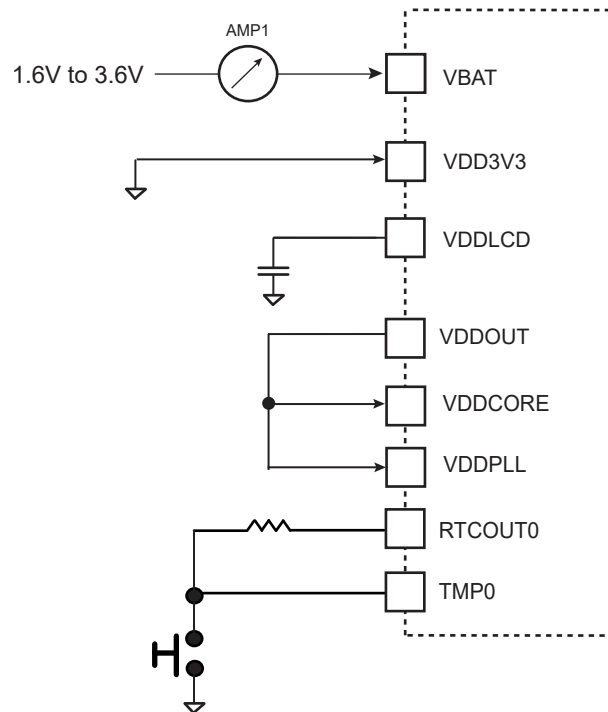 AMP1
1.6V to 3.6V
VBAT
VDD3V3
VDDLCD
VDDOUT
VDDCORE
VDDPLL
RTCOUT0
TMP0